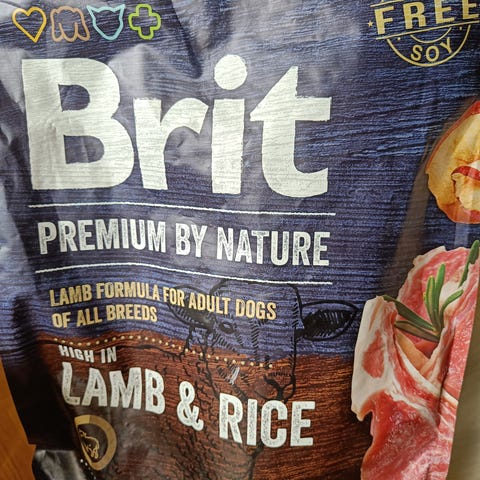 FREE
SOY
Brit
PREMIUM BY NATURE
LAMB FORMULA FOR ADULT DOGS
OF ALL BREEDS
HIGH IN
LAMB & RICE